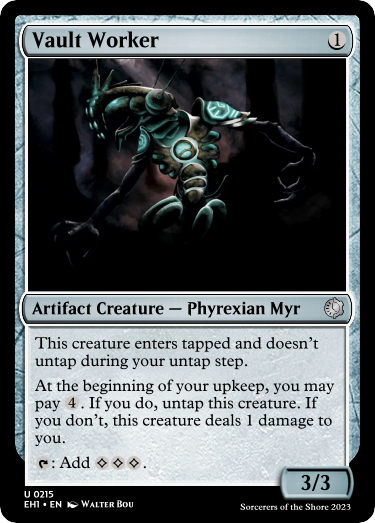 Vault Worker 1
Artifact Creature — Phyrexian Myr
This creature enters tapped and doesn't
untap during your untap step.
At the beginning of your upkeep, you may
pay 4. If you do, untap this creature. If
you don't, this creature deals 1 damage to
you.
: Add .
3/3
U 0215
EH1 • EN Walter Bou
Sorcerers of the Shore 2023